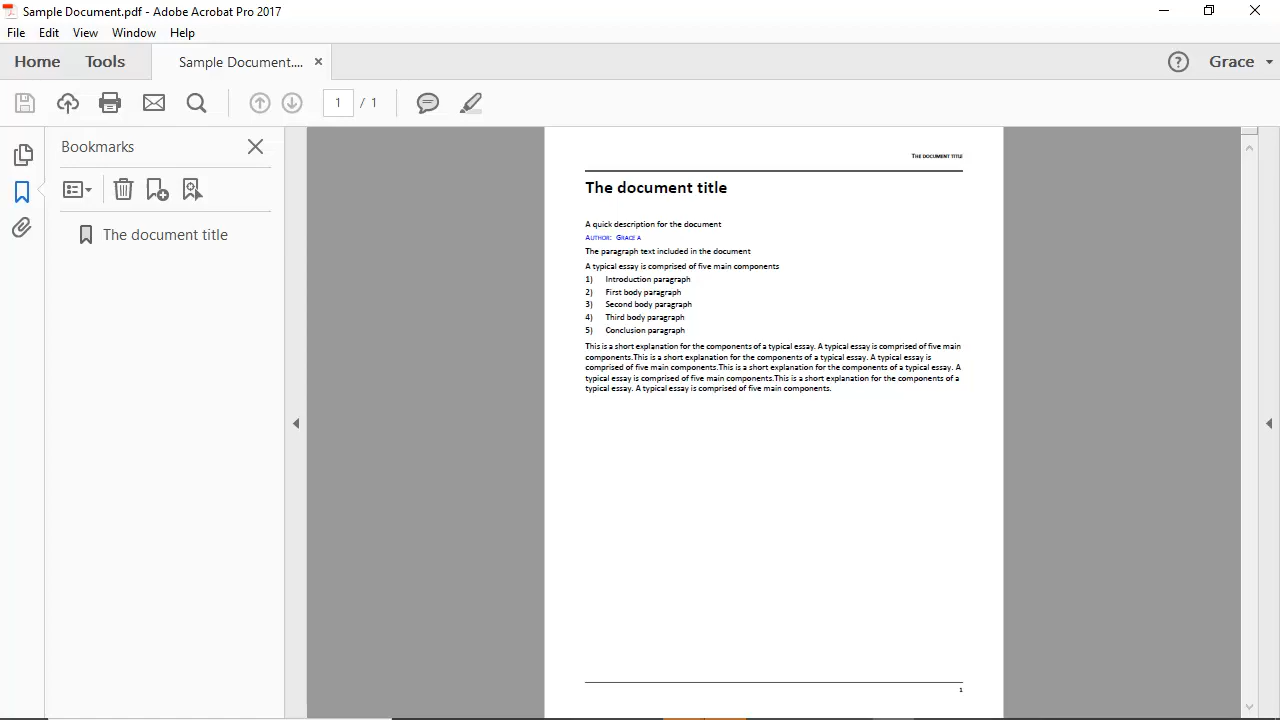 Sample Document.pdf - Adobe Acrobat Pro 2017
File Edit View Window Help
Home Tools Sample Document.... × ? Grace
1 / 1
Bookmarks
The document title
THE DOCUMENT TITLE
The document title
A quick description for the document
AUTHOR: GRACE A
The paragraph text included in the document
A typical essay is comprised of five main components
1) Introduction paragraph
2) First body paragraph
3) Second body paragraph
4) Third body paragraph
5) Conclusion paragraph
This is a short explanation for the components of a typical essay. A typical essay is comprised of five main
components.This is a short explanation for the components of a typical essay. A typical essay is
comprised of five main components.This is a short explanation for the components of a typical essay. A
typical essay is comprised of five main components.This is a short explanation for the components of a
typical essay. A typical essay is comprised of five main components.
1